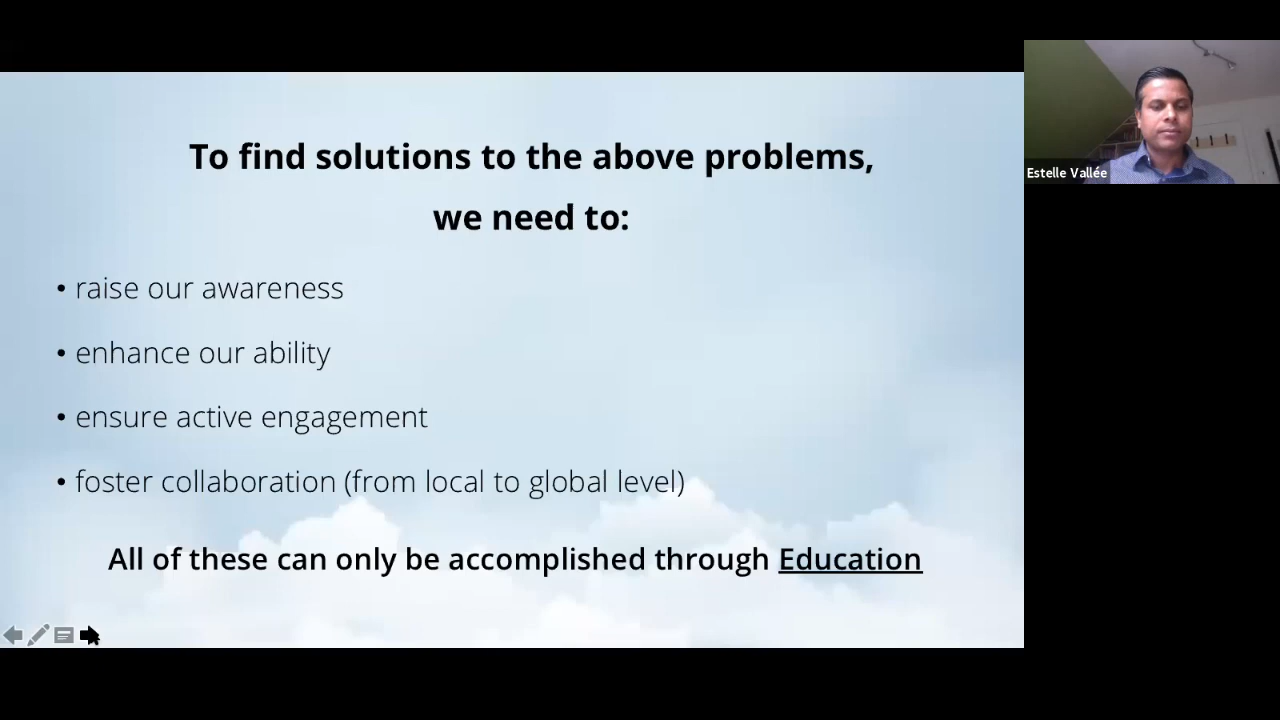 To find solutions to the above problems,
we need to:
• raise our awareness
• enhance our ability
• ensure active engagement
• foster collaboration (from local to global level)
All of these can only be accomplished through Education
Estelle Vallée